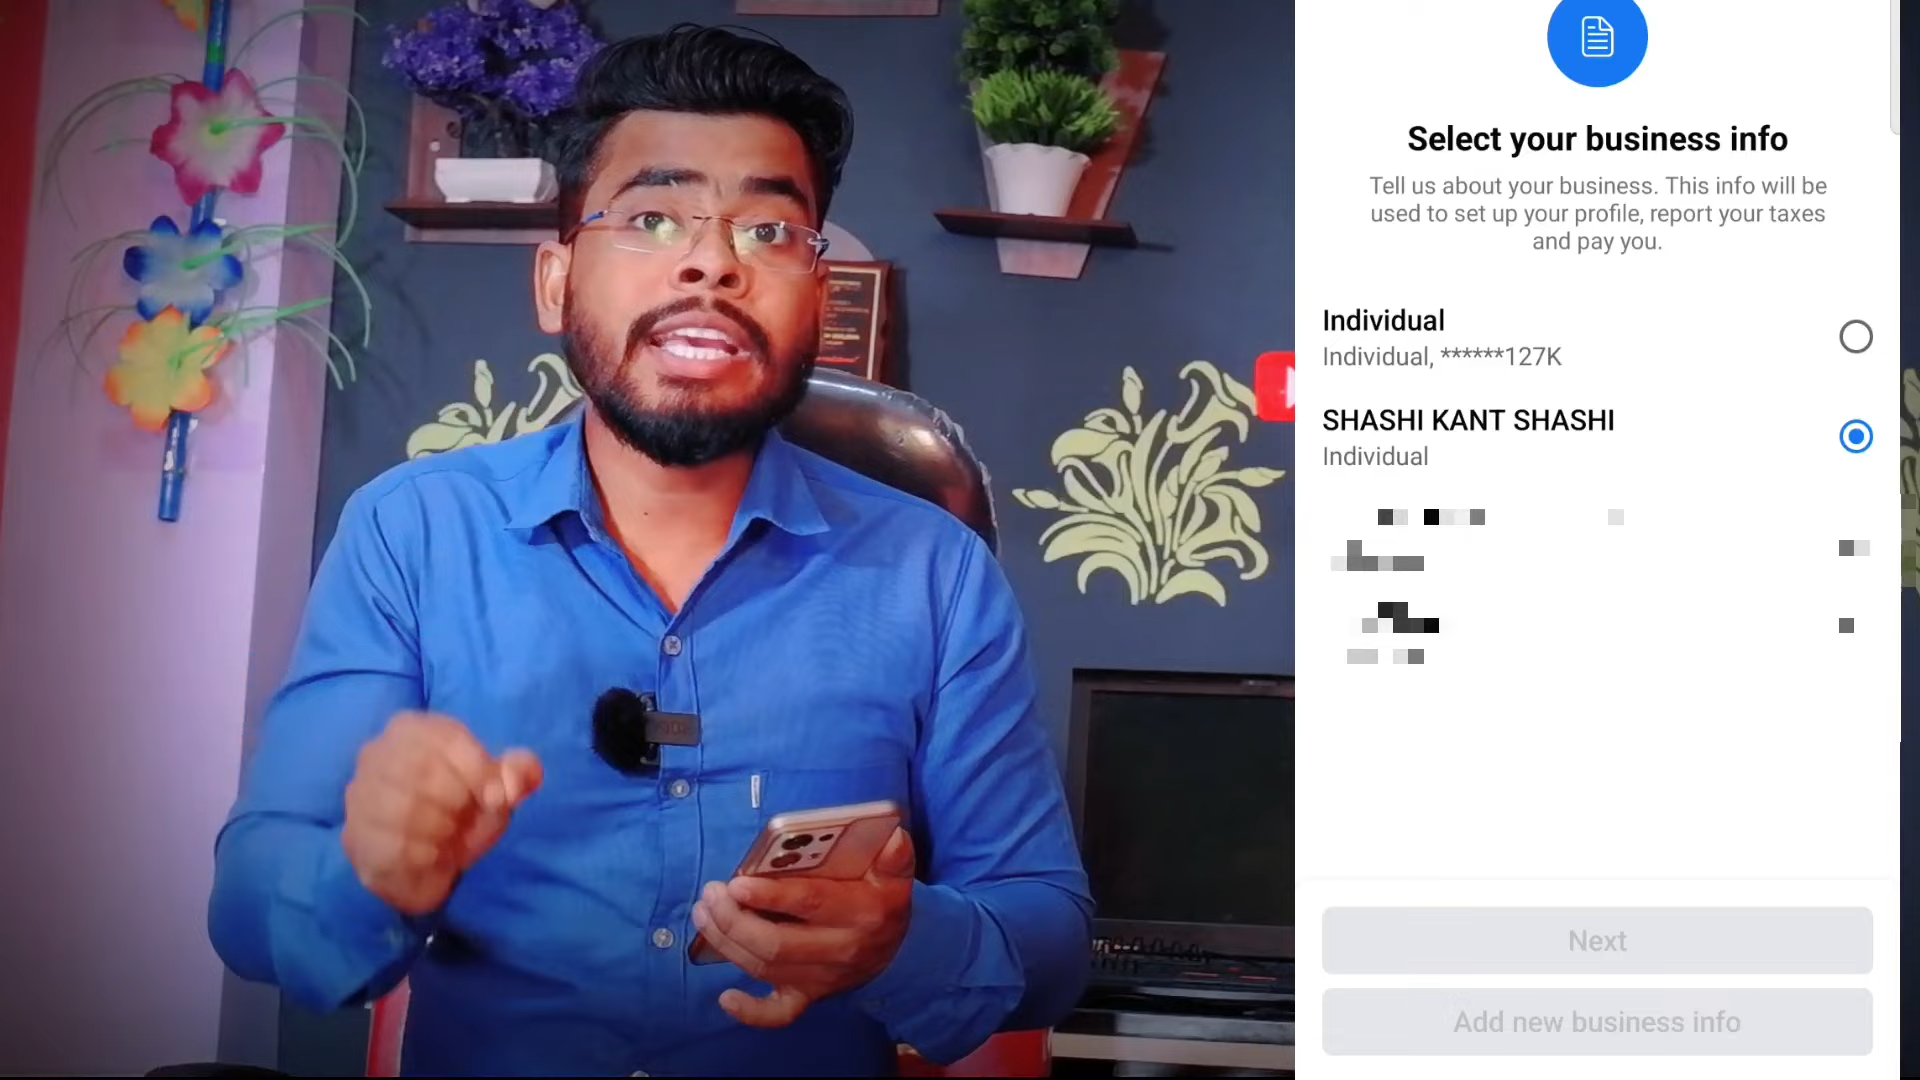 Select your business info
Tell us about your business. This info will be
used to set up your profile, report your taxes
and pay you.
Individual
Individual, ******127K
SHASHI KANT SHASHI
Individual
Next
Add new business info